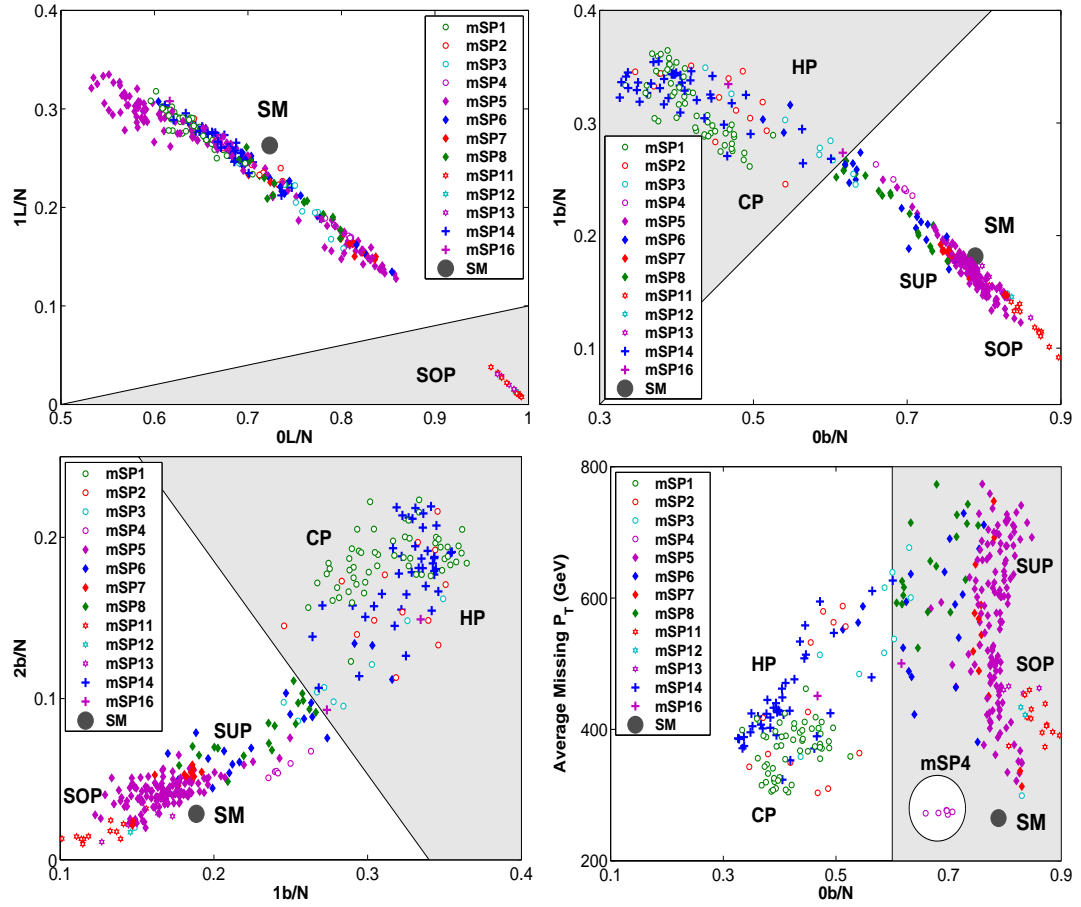 0.4
0.3
0.2
0.1
0
0.5
0.6
0.7
0.8
0.9
1
1L/N
0L/N
SM
SOP
mSP1
mSP2
mSP3
mSP4
mSP5
mSP6
mSP7
mSP8
mSP11
mSP12
mSP13
mSP14
mSP16
SM
0.4
0.3
0.2
0.1
0.3
0.5
0.7
0.9
1b/N
0b/N
HP
CP
SM
SUP
SOP
mSP1
mSP2
mSP3
mSP4
mSP5
mSP6
mSP7
mSP8
mSP11
mSP12
mSP13
mSP14
mSP16
SM
0.2
0.1
0
0.1
0.2
0.3
0.4
2b/N
1b/N
CP
HP
SUP
SOP
SM
mSP1
mSP2
mSP3
mSP4
mSP5
mSP6
mSP7
mSP8
mSP11
mSP12
mSP13
mSP14
mSP16
SM
800
600
400
200
0
0.2
0.4
0.6
0.8
0.9
Average Missing P_T (GeV)
0b/N
HP
CP
SUP
SOP
mSP4
SM
mSP1
mSP2
mSP3
mSP4
mSP5
mSP6
mSP7
mSP8
mSP11
mSP12
mSP13
mSP14
mSP16
SM